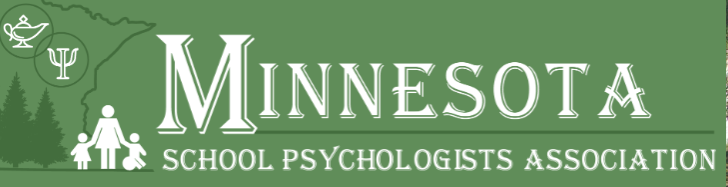 Ψ
MINNESOTA
SCHOOL PSYCHOLOGISTS ASSOCIATION